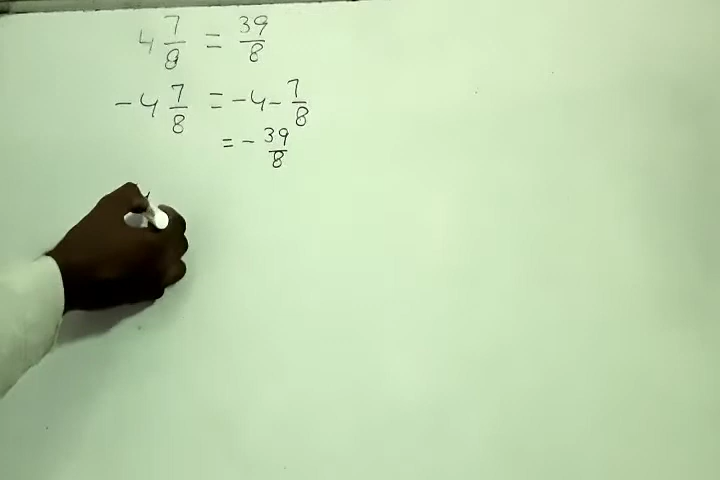 4 7/8 = 39/8
-4 7/8 = -4 - 7/8
= - 39/8